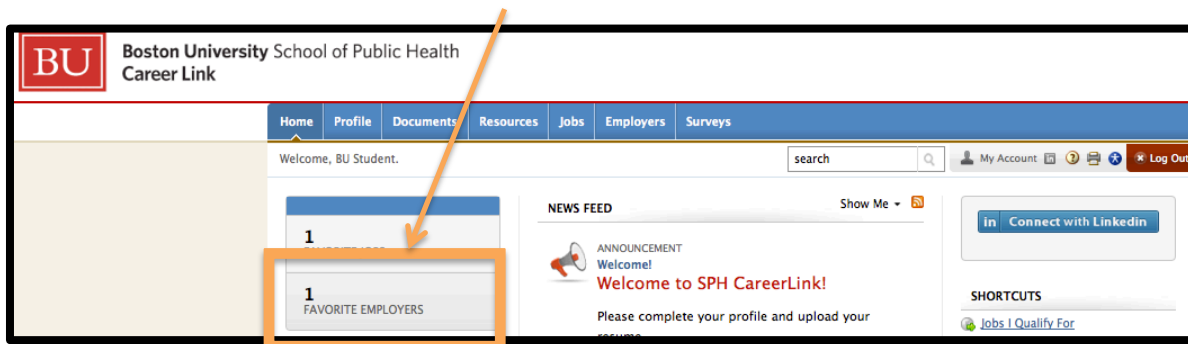 BU
Boston University School of Public Health
Career Link
Home Profile Documents Resources Jobs Employers Surveys
Welcome, BU Student.
search
My Account
Log Out
1
1
FAVORITE EMPLOYERS
NEWS FEED
Show Me
ANNOUNCEMENT
Welcome!
Welcome to SPH CareerLink!
Please complete your profile and upload your
in Connect with Linkedin
SHORTCUTS
Jobs I Qualify For